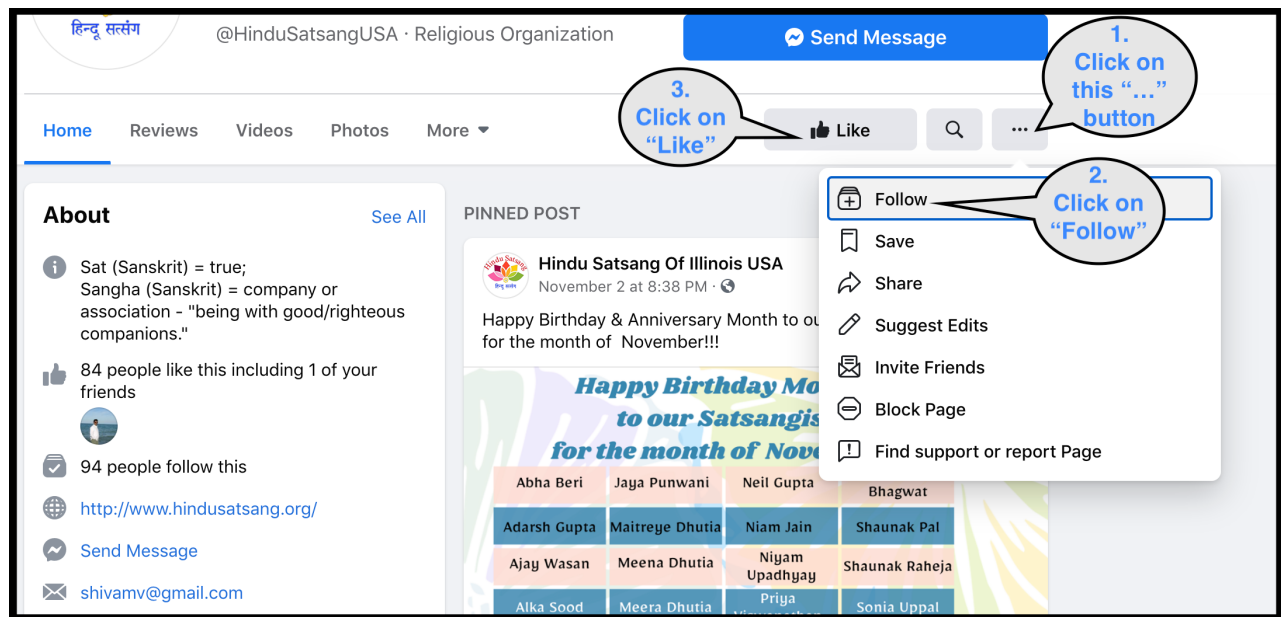 हिन्दू सत्संग
@HinduSatsangUSA · Religious Organization
Send Message
1.
Click on
this “...”
button
3.
Click on
“Like”
Home
Reviews
Videos
Photos
More
Like
...
2.
Click on
“Follow”
Follow
Save
Share
Suggest Edits
Invite Friends
Block Page
Find support or report Page
About
See All
Sat (Sanskrit) = true;
Sangha (Sanskrit) = company or
association - "being with good/righteous
companions."
84 people like this including 1 of your
friends
94 people follow this
http://www.hindusatsang.org/
Send Message
shivamv@gmail.com
PINNED POST
Hindu Satsang
हिन्दू सत्संग
Hindu Satsang Of Illinois USA
November 2 at 8:38 PM ·
Happy Birthday & Anniversary Month to
for the month of November!!!
Happy Birthday
to our
for the month of
Abha Beri
Jaya Punwani
Neil Gupta
Bhagwat
Adarsh Gupta
Maitreye Dhutia
Niam Jain
Shaunak Pal
Ajay Wasan
Meena Dhutia
Niyam
Upadhyay
Shaunak Raheja
Alka Sood
Meera Dhutia
Priya
Sonia Uppal